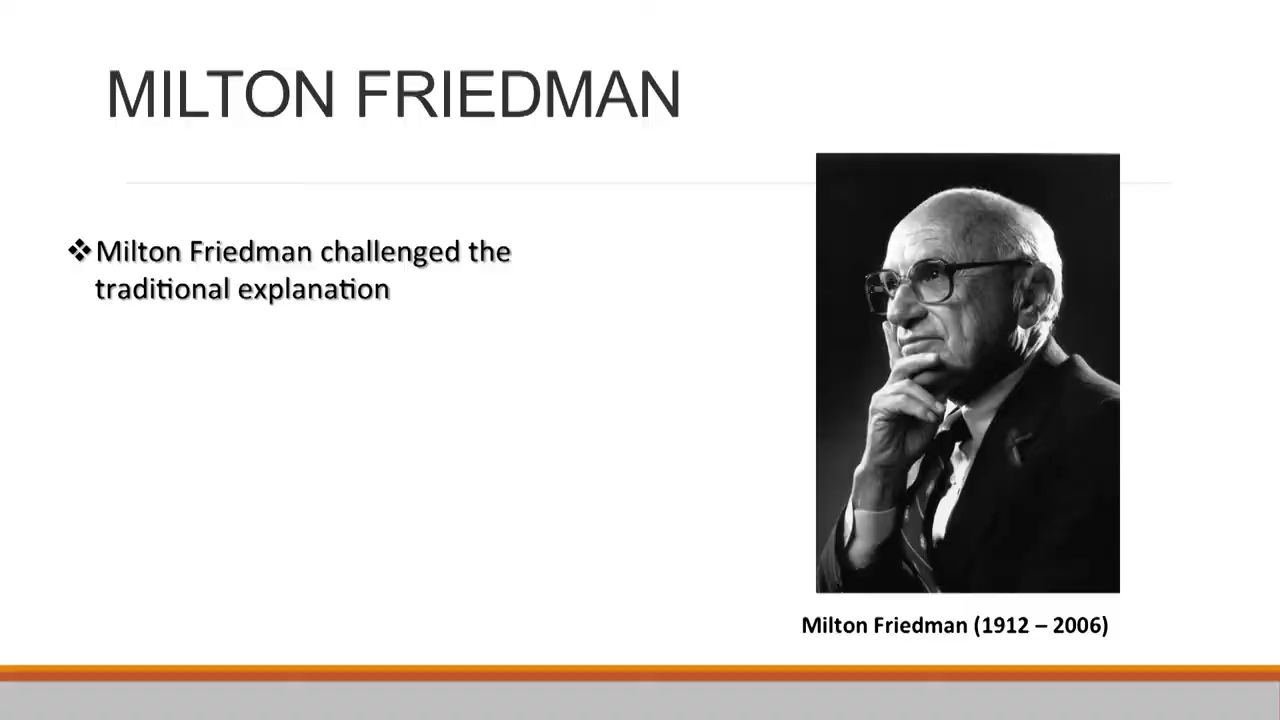 MILTON FRIEDMAN
❖Milton Friedman challenged the
traditional explanation
Milton Friedman (1912 – 2006)